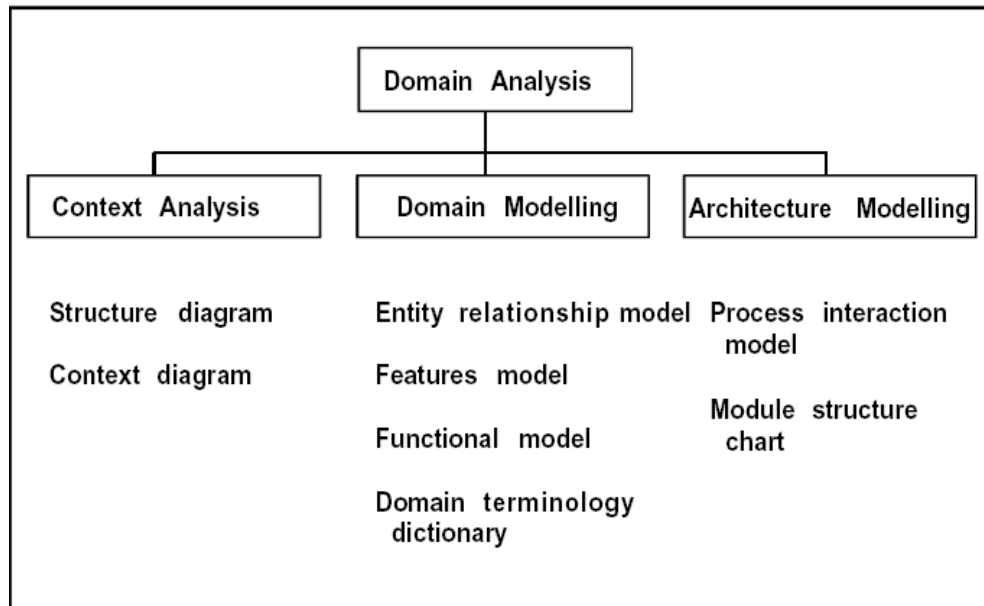 Domain Analysis
Context Analysis
Domain Modelling
Architecture Modelling
Structure diagram
Context diagram
Entity relationship model
Features model
Functional model
Domain terminology
dictionary
Process interaction
model
Module structure
chart